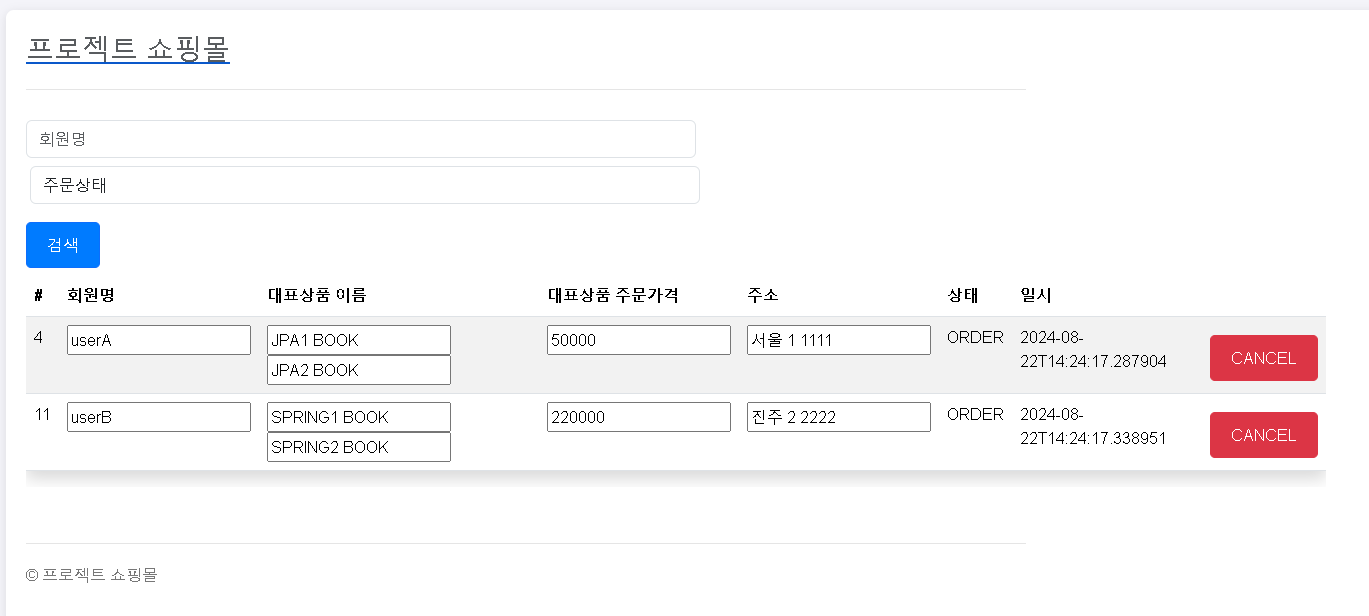 프로젝트 쇼핑몰
회원명
주문상태
검색
# 회원명 대표상품 이름 대표상품 주문가격 주소 상태 일시
4 userA JPA1 BOOK 50000 서울 1 1111 ORDER 2024-08-
JPA2 BOOK 22T14:24:17.287904 CANCEL
11 userB SPRING1 BOOK 220000 진주 2 2222 ORDER 2024-08-
SPRING2 BOOK 22T14:24:17.338951 CANCEL
© 프로젝트 쇼핑몰